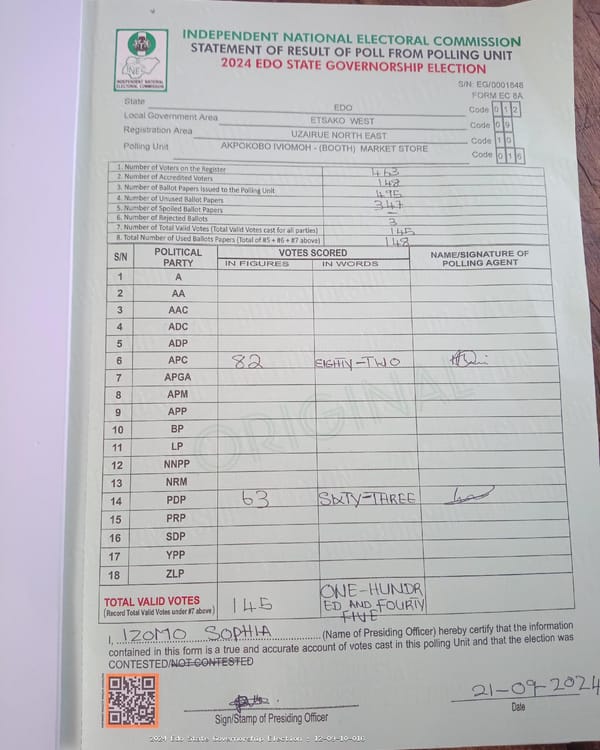 INDEPENDENT NATIONAL ELECTORAL COMMISSION
STATEMENT OF RESULT OF POLL FROM POLLING UNIT
2024 EDO STATE GOVERNORSHIP ELECTION
INDEPENDENT NATIONAL
ELECTORAL COMMISSION
S/N: EG/0001648
FORM EC 8A
State EDO Code 0 1 2
Local Government Area ETSAKO WEST Code 0 9
Registration Area UZAIRUE NORTH EAST Code 1 0
Polling Unit AKPOKOBO IVIOMOH - (BOOTH) MARKET STORE Code 0 1 6
1. Number of Voters on the Register 463
2. Number of Accredited Voters 148
3. Number of Ballot Papers Issued to the Polling Unit 495
4. Number of Unused Ballot Papers 347
5. Number of Spoiled Ballot Papers –
6. Number of Rejected Ballots 3
7. Number of Total Valid Votes (Total Valid Votes cast for all parties) 145
8. Total Number of Used Ballots Papers (Total of #5 + #6 + #7 above) 148
S/N POLITICAL PARTY VOTES SCORED NAME/SIGNATURE OF POLLING AGENT
IN FIGURES IN WORDS
1 A
2 AA
3 AAC
4 ADC
5 ADP
6 APC 82 EIGHTY-TWO
7 APGA
8 APM
9 APP
10 BP
11 LP
12 NNPP
13 NRM
14 PDP 63 SIXTY-THREE
15 PRP
16 SDP
17 YPP
18 ZLP
ORIGINAL
TOTAL VALID VOTES 145 ONE-HUNDR
(Record Total Valid Votes under #7 above) ED AND FOURTY
FIVE
I, IZOMO SOPHIA (Name of Presiding Officer) hereby certify that the information
contained in this form is a true and accurate account of votes cast in this polling Unit and that the election was
CONTESTED/NOT CONTESTED
21-09-2024
Sign/Stamp of Presiding Officer Date
2024 Edo State Governorship Election - 12-09-10-016